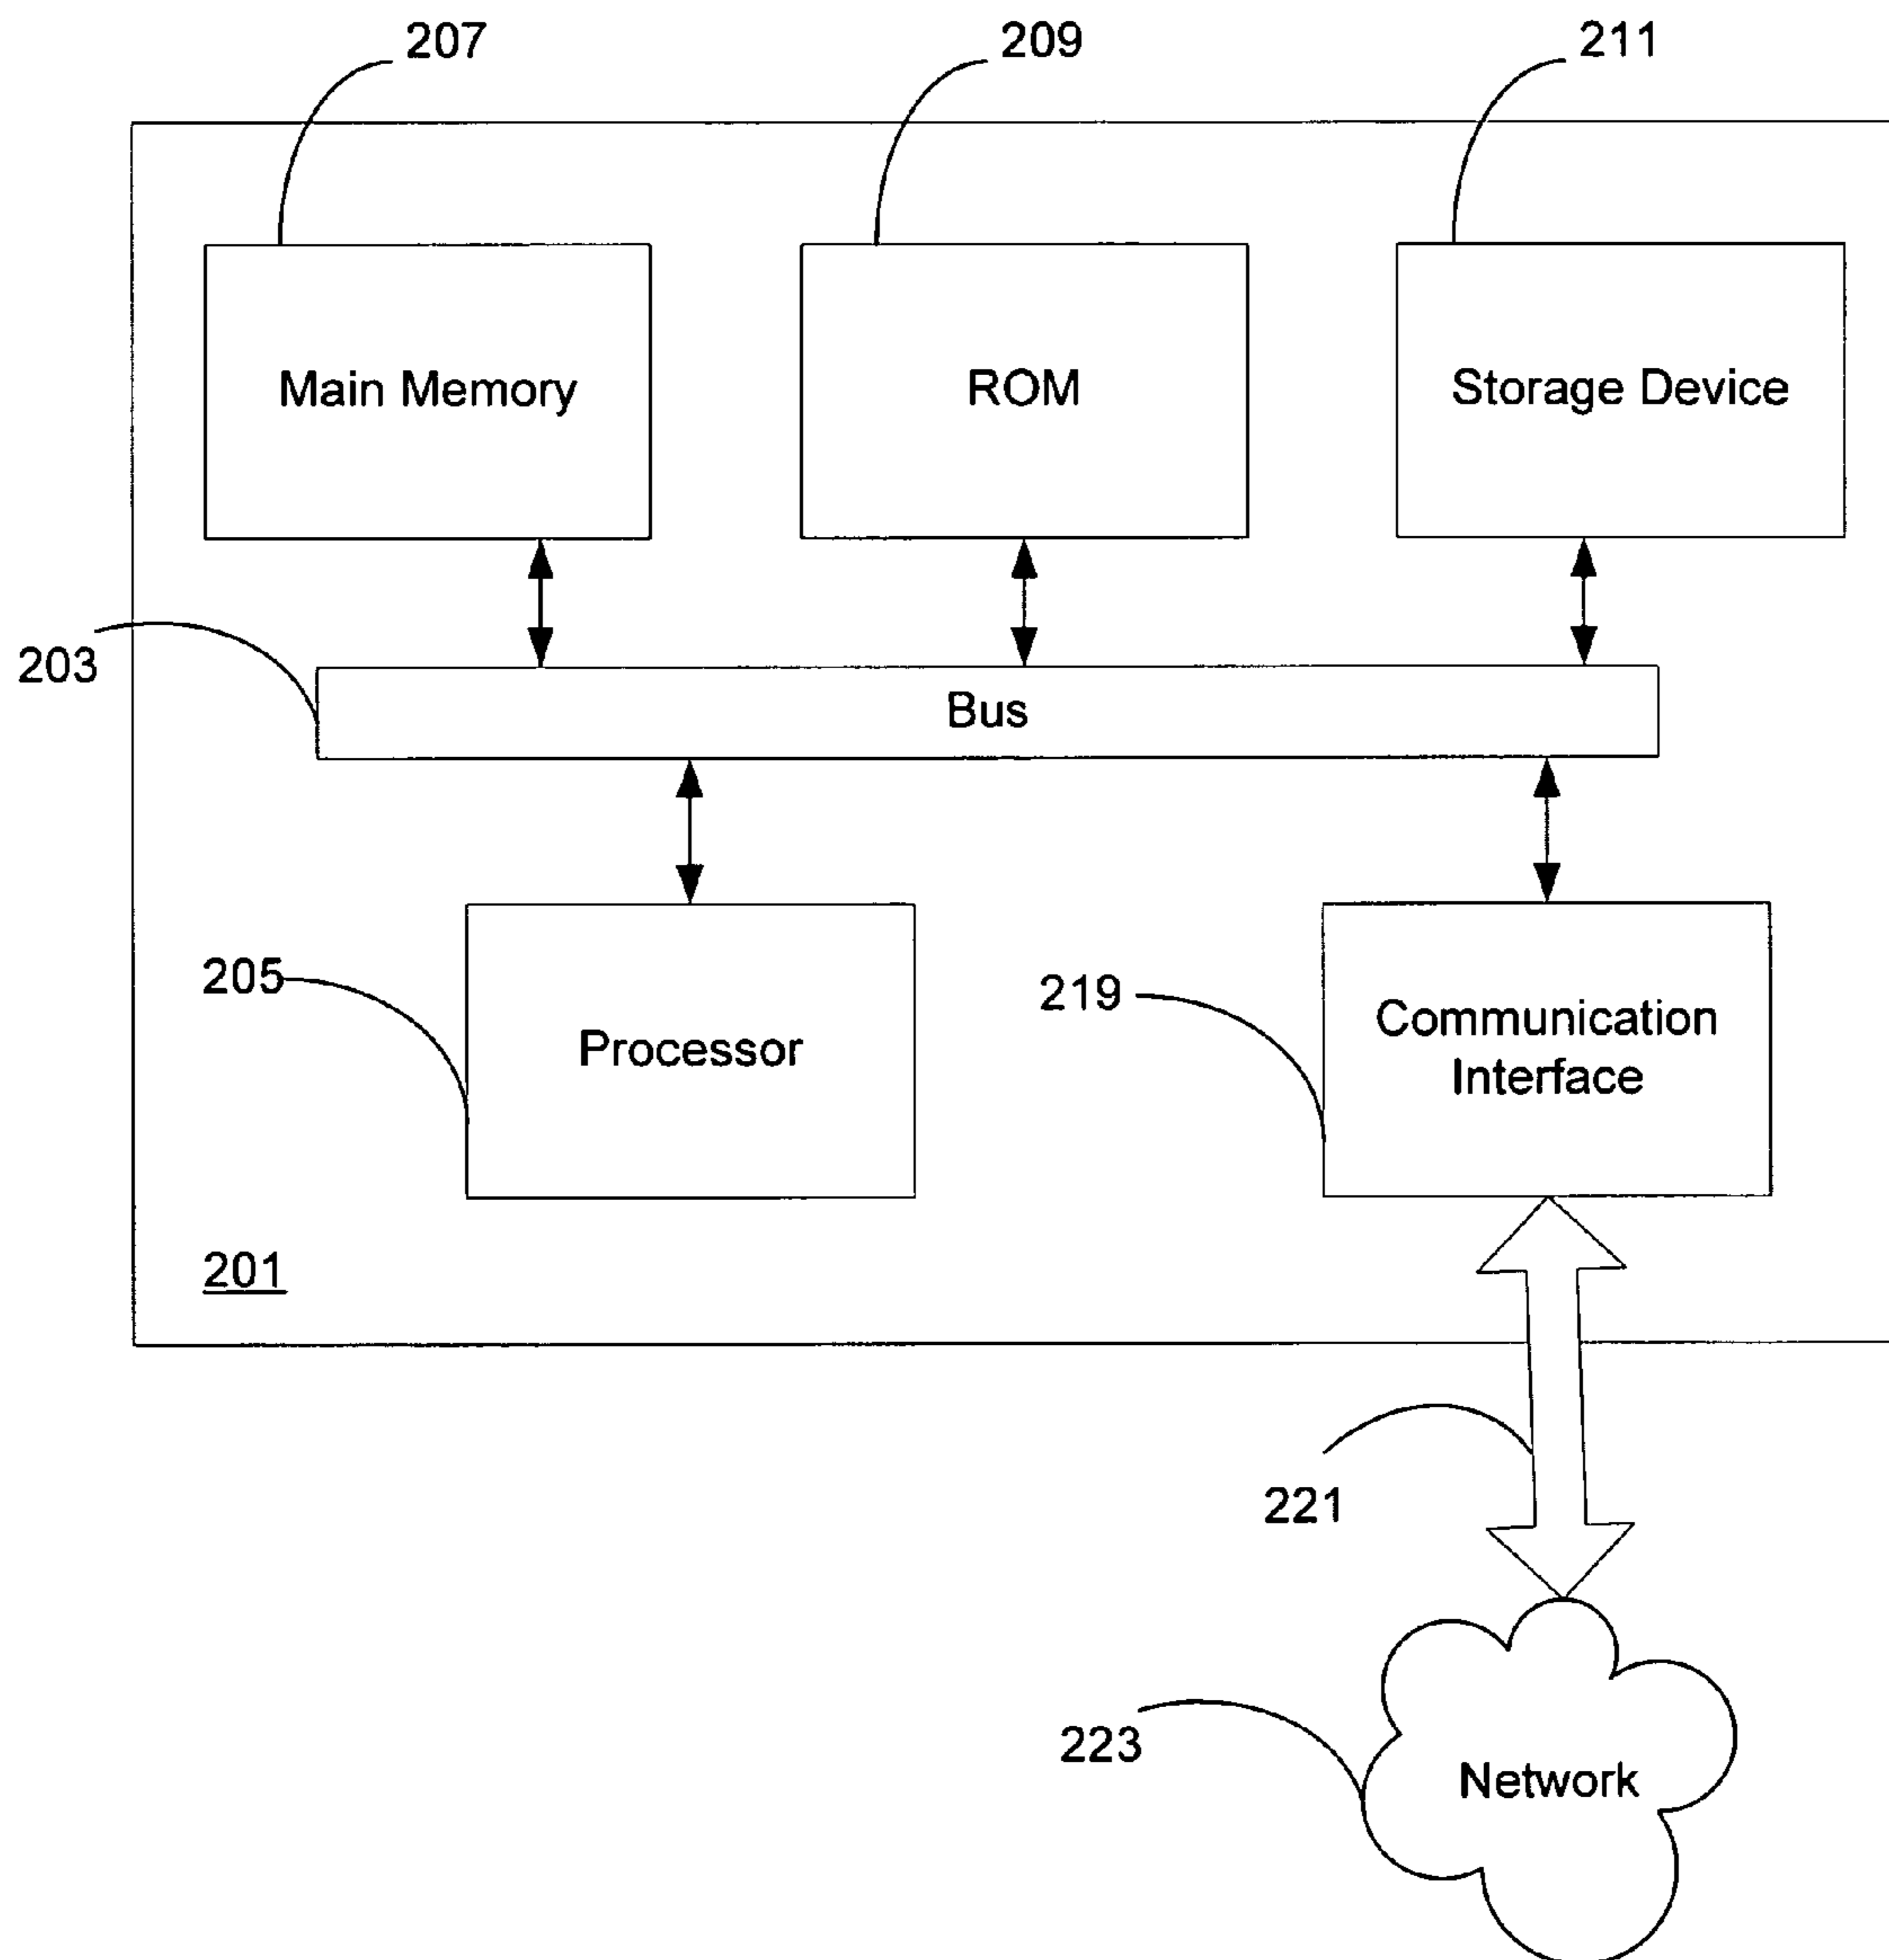 207
209
211
Main Memory
ROM
Storage Device
203
Bus
205
Processor
219
Communication
Interface
201
221
223
Network